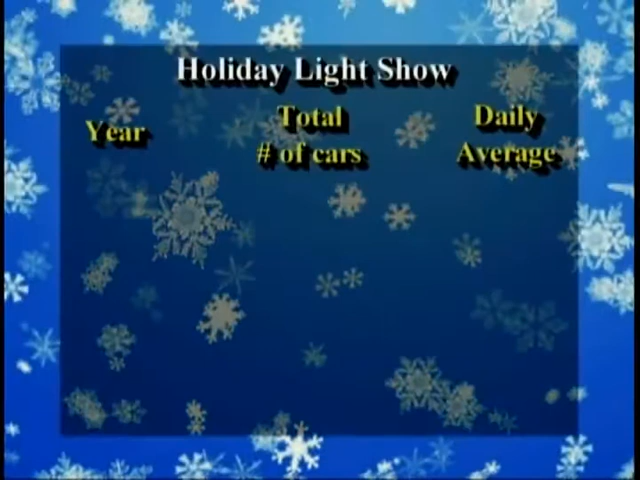 Holiday Light Show
Year
Total
# of cars
Daily
Average